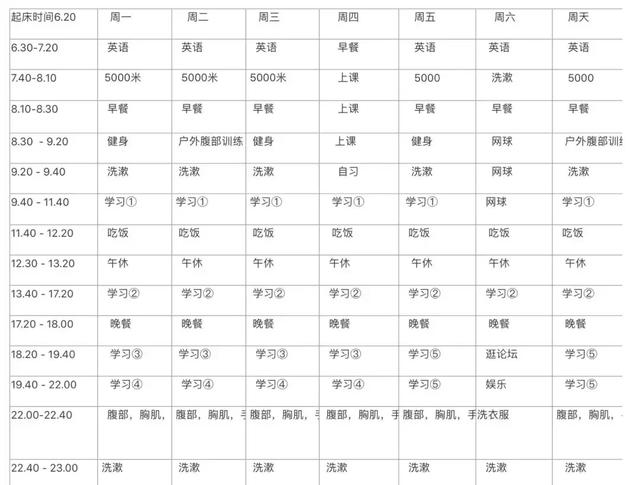 起床时间6.20 周一 周二 周三 周四 周五 周六 周天
6.30-7.20 英语 英语 英语 早餐 英语 英语 英语
7.40-8.10 5000米 5000米 5000米 上课 5000 洗漱 5000
8.10-8.30 早餐 早餐 早餐 上课 早餐 早餐 早餐
8.30 - 9.20 健身 户外腹部训练 健身 上课 健身 网球 户外腹部训
9.20 - 9.40 洗漱 洗漱 洗漱 自习 洗漱 网球 洗漱
9.40 - 11.40 学习① 学习① 学习① 学习① 学习① 网球 学习①
11.40 - 12.20 吃饭 吃饭 吃饭 吃饭 吃饭 吃饭 吃饭
12.30 - 13.20 午休 午休 午休 午休 午休 午休 午休
13.40 - 17.20 学习② 学习② 学习② 学习② 学习② 学习② 学习②
17.20 - 18.00 晚餐 晚餐 晚餐 晚餐 晚餐 晚餐 晚餐
18.20 - 19.40 学习③ 学习③ 学习③ 学习③ 学习⑤ 逛论坛 学习⑤
19.40 - 22.00 学习④ 学习④ 学习④ 学习④ 学习⑤ 娱乐 学习⑤
22.00-22.40 腹部，胸肌， 腹部，胸肌，手 腹部，胸肌，手 腹部，胸肌，手 腹部，胸肌，手 洗衣服 腹部，胸肌，
22.40 - 23.00 洗漱 洗漱 洗漱 洗漱 洗漱 洗漱 洗漱